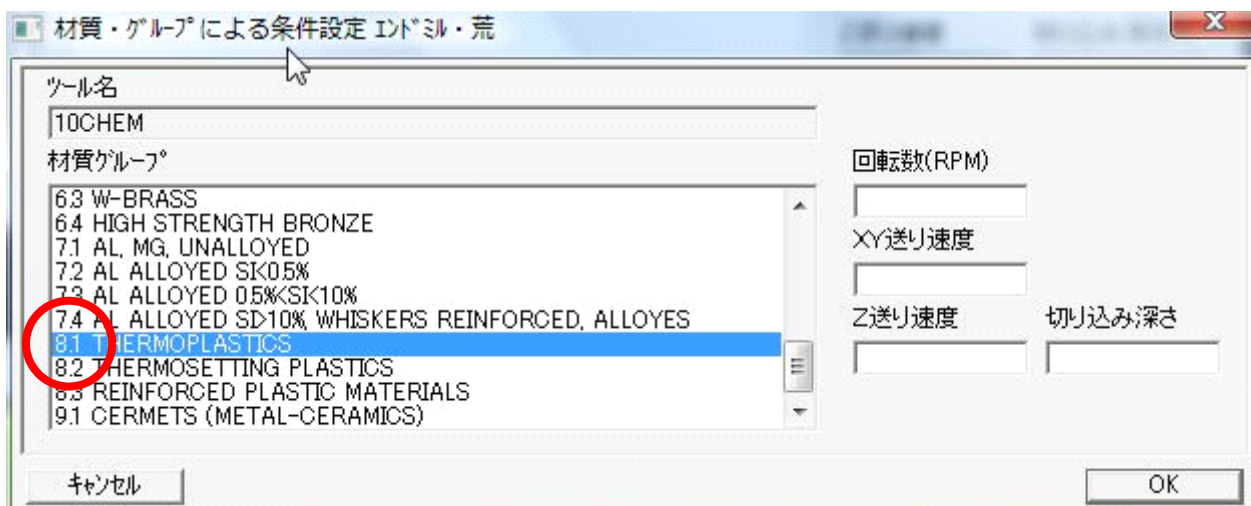 材質・ｸﾞﾙｰﾌﾟによる条件設定 ｴﾝﾄﾞﾐﾙ・荒
ﾂｰﾙ名
10CHEM
材質ｸﾞﾙｰﾌﾟ
6.3 W-BRASS
6.4 HIGH STRENGTH BRONZE
7.1 AL, MG, UNALLOYED
7.2 AL ALLOYED SI<0.5%
7.3 AL ALLOYED 0.5%<SI<10%
7.4 AL ALLOYED SI>10%, WHISKERS REINFORCED, ALLOYES
8.1 THERMOPLASTICS
8.2 THERMOSETTING PLASTICS
8.3 REINFORCED PLASTIC MATERIALS
9.1 CERMETS (METAL-CERAMICS)
回転数(RPM)
XY送り速度
Z送り速度 切り込み深さ
ｷｬﾝｾﾙ
OK